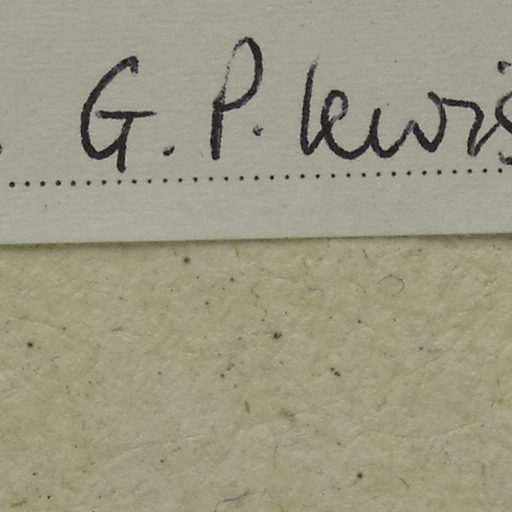 . G. P. Lewis